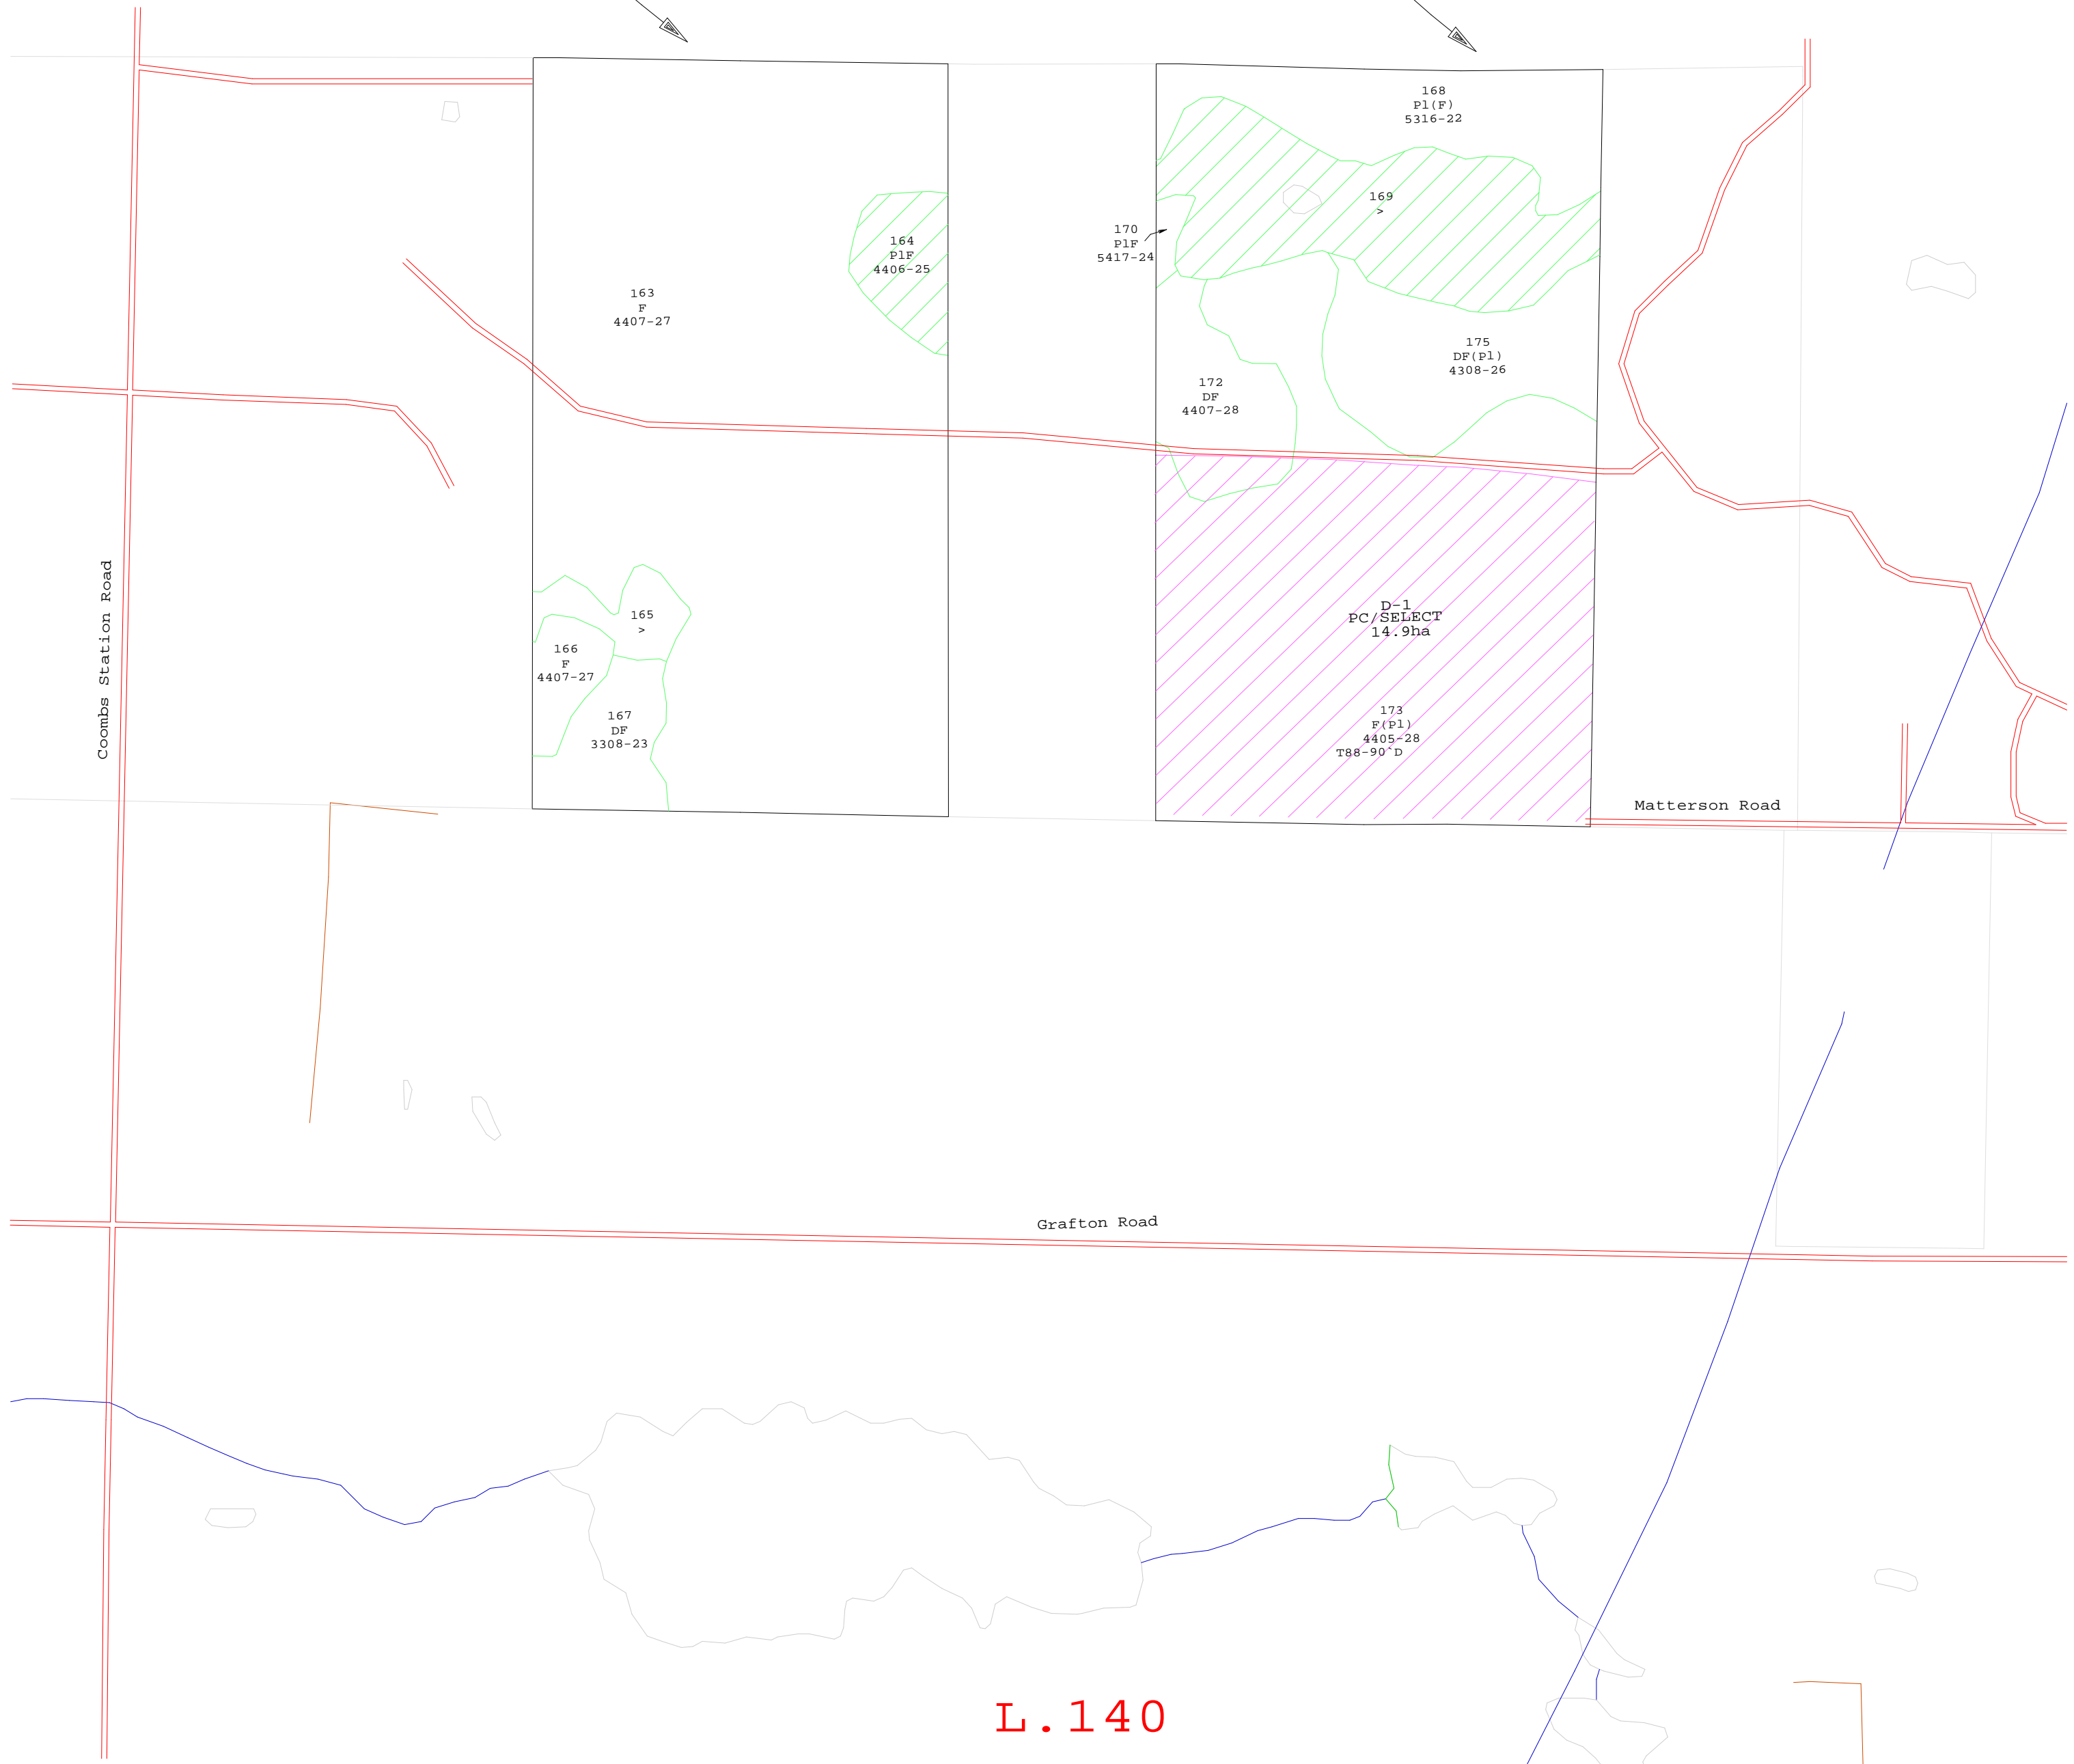 168
Pl(F)
5316-22
169
>
170
PlF
5417-24
164
PlF
4406-25
163
F
4407-27
175
DF(Pl)
4308-26
172
DF
4407-28
Coombs Station Road
165
>
166
F
4407-27
167
DF
3308-23
D-1
PC/SELECT
14.9ha
173
F(Pl)
4405-28
T88-90^D
Matterson Road
Grafton Road
L.140